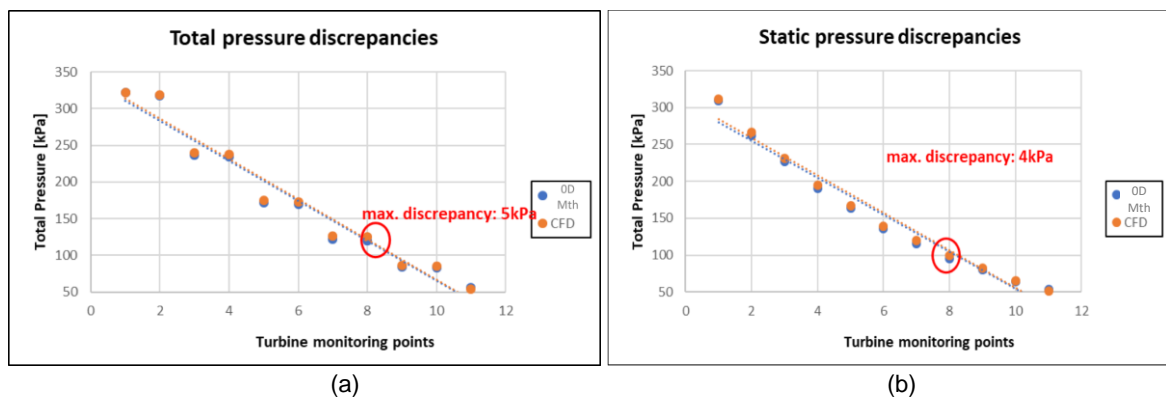 Total pressure discrepancies
350
300
250
200
150
100
50
0
2
4
6
8
10
12
Total Pressure [kPa]
Turbine monitoring points
max. discrepancy: 5kPa
0D
Mth
CFD
(a)
Static pressure discrepancies
350
300
250
200
150
100
50
0
2
4
6
8
10
12
Total Pressure [kPa]
Turbine monitoring points
max. discrepancy: 4kPa
0D
Mth
CFD
(b)